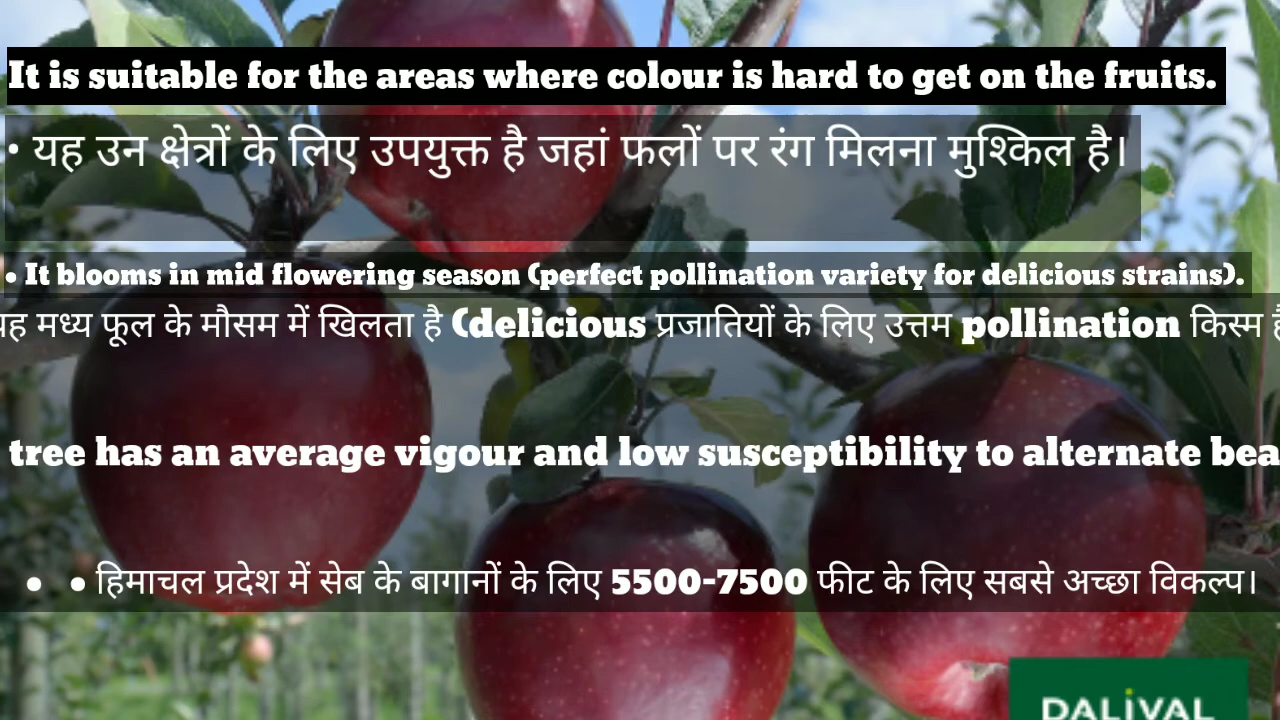 It is suitable for the areas where colour is hard to get on the fruits.
• यह उन क्षेत्रों के लिए उपयुक्त है जहां फलों पर रंग मिलना मुश्किल है।
• It blooms in mid flowering season (perfect pollination variety for delicious strains).
मध्य फूल के मौसम में खिलता है (delicious प्रजातियों के लिए उत्तम pollination किस्म
tree has an average vigour and low susceptibility to alternate
• • हिमाचल प्रदेश में सेब के बागानों के लिए 5500-7500 फीट के लिए सबसे अच्छा विकल्प।
DALIVAL